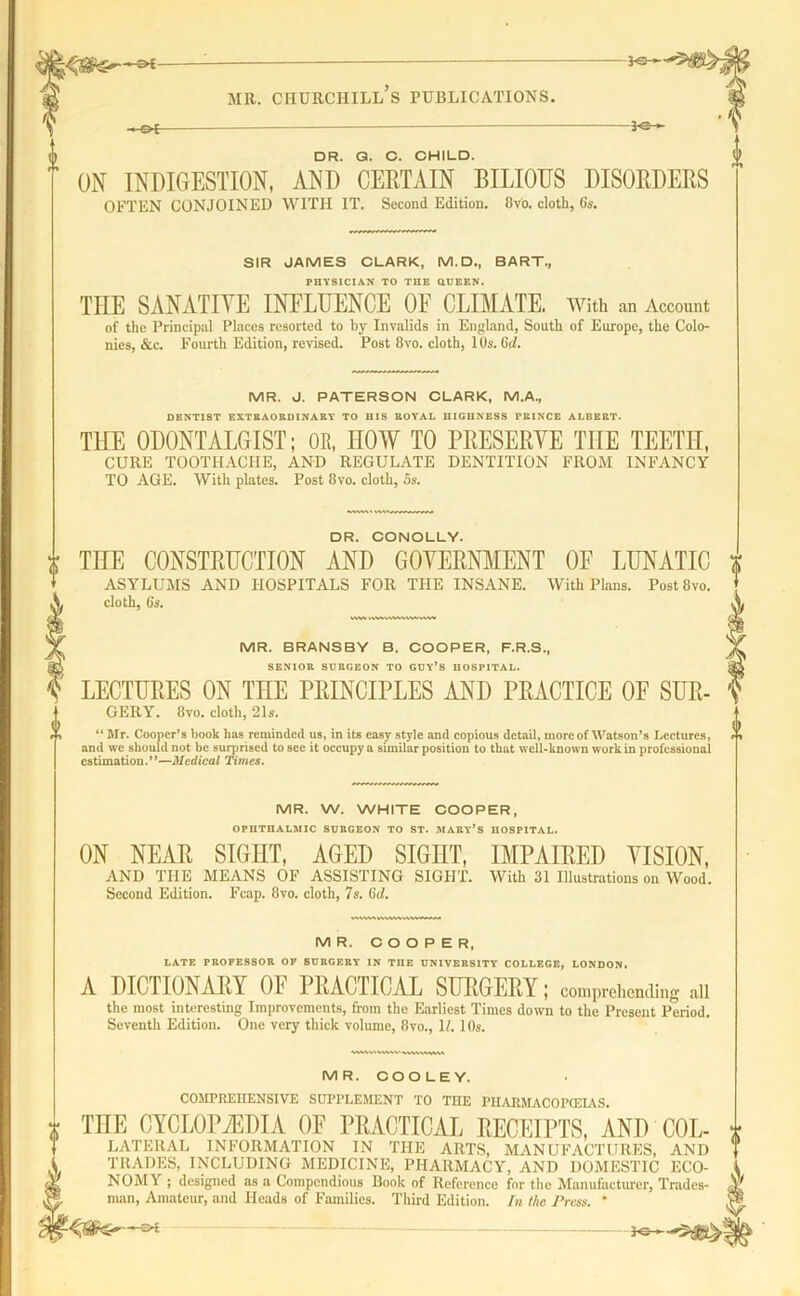 MR. CHURCHILL'S PUBLICATIONS.
DR. G. C. CHILD.
ON INDIGESTION, AND CERTAIN BILIOUS DISORDERS
OFTEN CONJOINED WITH IT. Second Edition. 8vo. cloth, 6s.
SIR JAMES CLARK, M.D., BART.,
PHYSICIAN TO THE QUEEN.
THE SANATIVE INFLUENCE OF CLIMATE. With an Account
of the Principal Places resorted to by Invalids in England, South of Europe, the Colo-
nies, &c. Fourth Edition, revised. Post 8vo. cloth, 10s. 6d.
MR. J. PATERSON CLARK, M.A.,
DENTIST EXTRAORDINARY TO HIS ROYAL HIGHNESS PRINCE ALBERT.
THE ODONTALGIST; OR, HOW TO PRESERVE THE TEETH,
CURE TOOTHACHE, AND REGULATE DENTITION FROM INFANCY
TO AGE. With plates. Post 8vo. cloth, 5s.
DR. CONOLLY.
THE CONSTRUCTION AND GOVERNMENT OF LUNATIC
ASYLUMS AND HOSPITALS FOR THE INSANE. With Plans. Post 8vo.
cloth, 6s.
MR. BRANSBY B. COOPER, F.R.S.,
SENIOR SURGEON TO GUY'S HOSPITAL.
LECTURES ON THE PRINCIPLES AND PRACTICE OF SUR-
GERY. 8vo. cloth, 21s.
"Mr. Cooper's book has reminded us, in its easy style and copious detail, more of Watson's Lectures,
and we should not be surprised to see it occupy a similar position to that well-known work in professional
estimation."—Medical Times.
MR. W. WHITE COOPER,
OPHTHALMIC SURGEON TO ST. MARY'S HOSPITAL.
ON NEAR SIGHT, AGED SIGHT, IMPAIRED VISION,
AND THE MEANS OF ASSISTING SIGHT. With 31 Illustrations on Wood.
Second Edition. Fcap. 8vo. cloth, 7s. 6d.
MR. COOPER,
LATE PROFESSOR OF SURGERY IN THE UNIVERSITY COLLEGE, LONDON.
A DICTIONARY OF PRACTICAL SURGERY; comprehending all
the most interesting Improvements, from the Earliest Times down to the Present Period.
Seventh Edition. One very thick volume, 8vo., 1l. 10s.
MR. COOLEY.
COMPREHENSIVE SUPPLEMENT TO THE PHARMACOPŒIAS.
THE CYCLOPÆDIA OF PRACTICAL RECEIPTS, AND COL-
LATERAL INFORMATION IN THE ARTS, MANUFACTURES, AND
TRADES, INCLUDING MEDICINE, PHARMACY, AND DOMESTIC ECO-
NOMY; designed as a Compendious Book of Reference for the Manufacturer, Trades-
man, Amateur, and Heads of Families. Third Edition. In the Press.